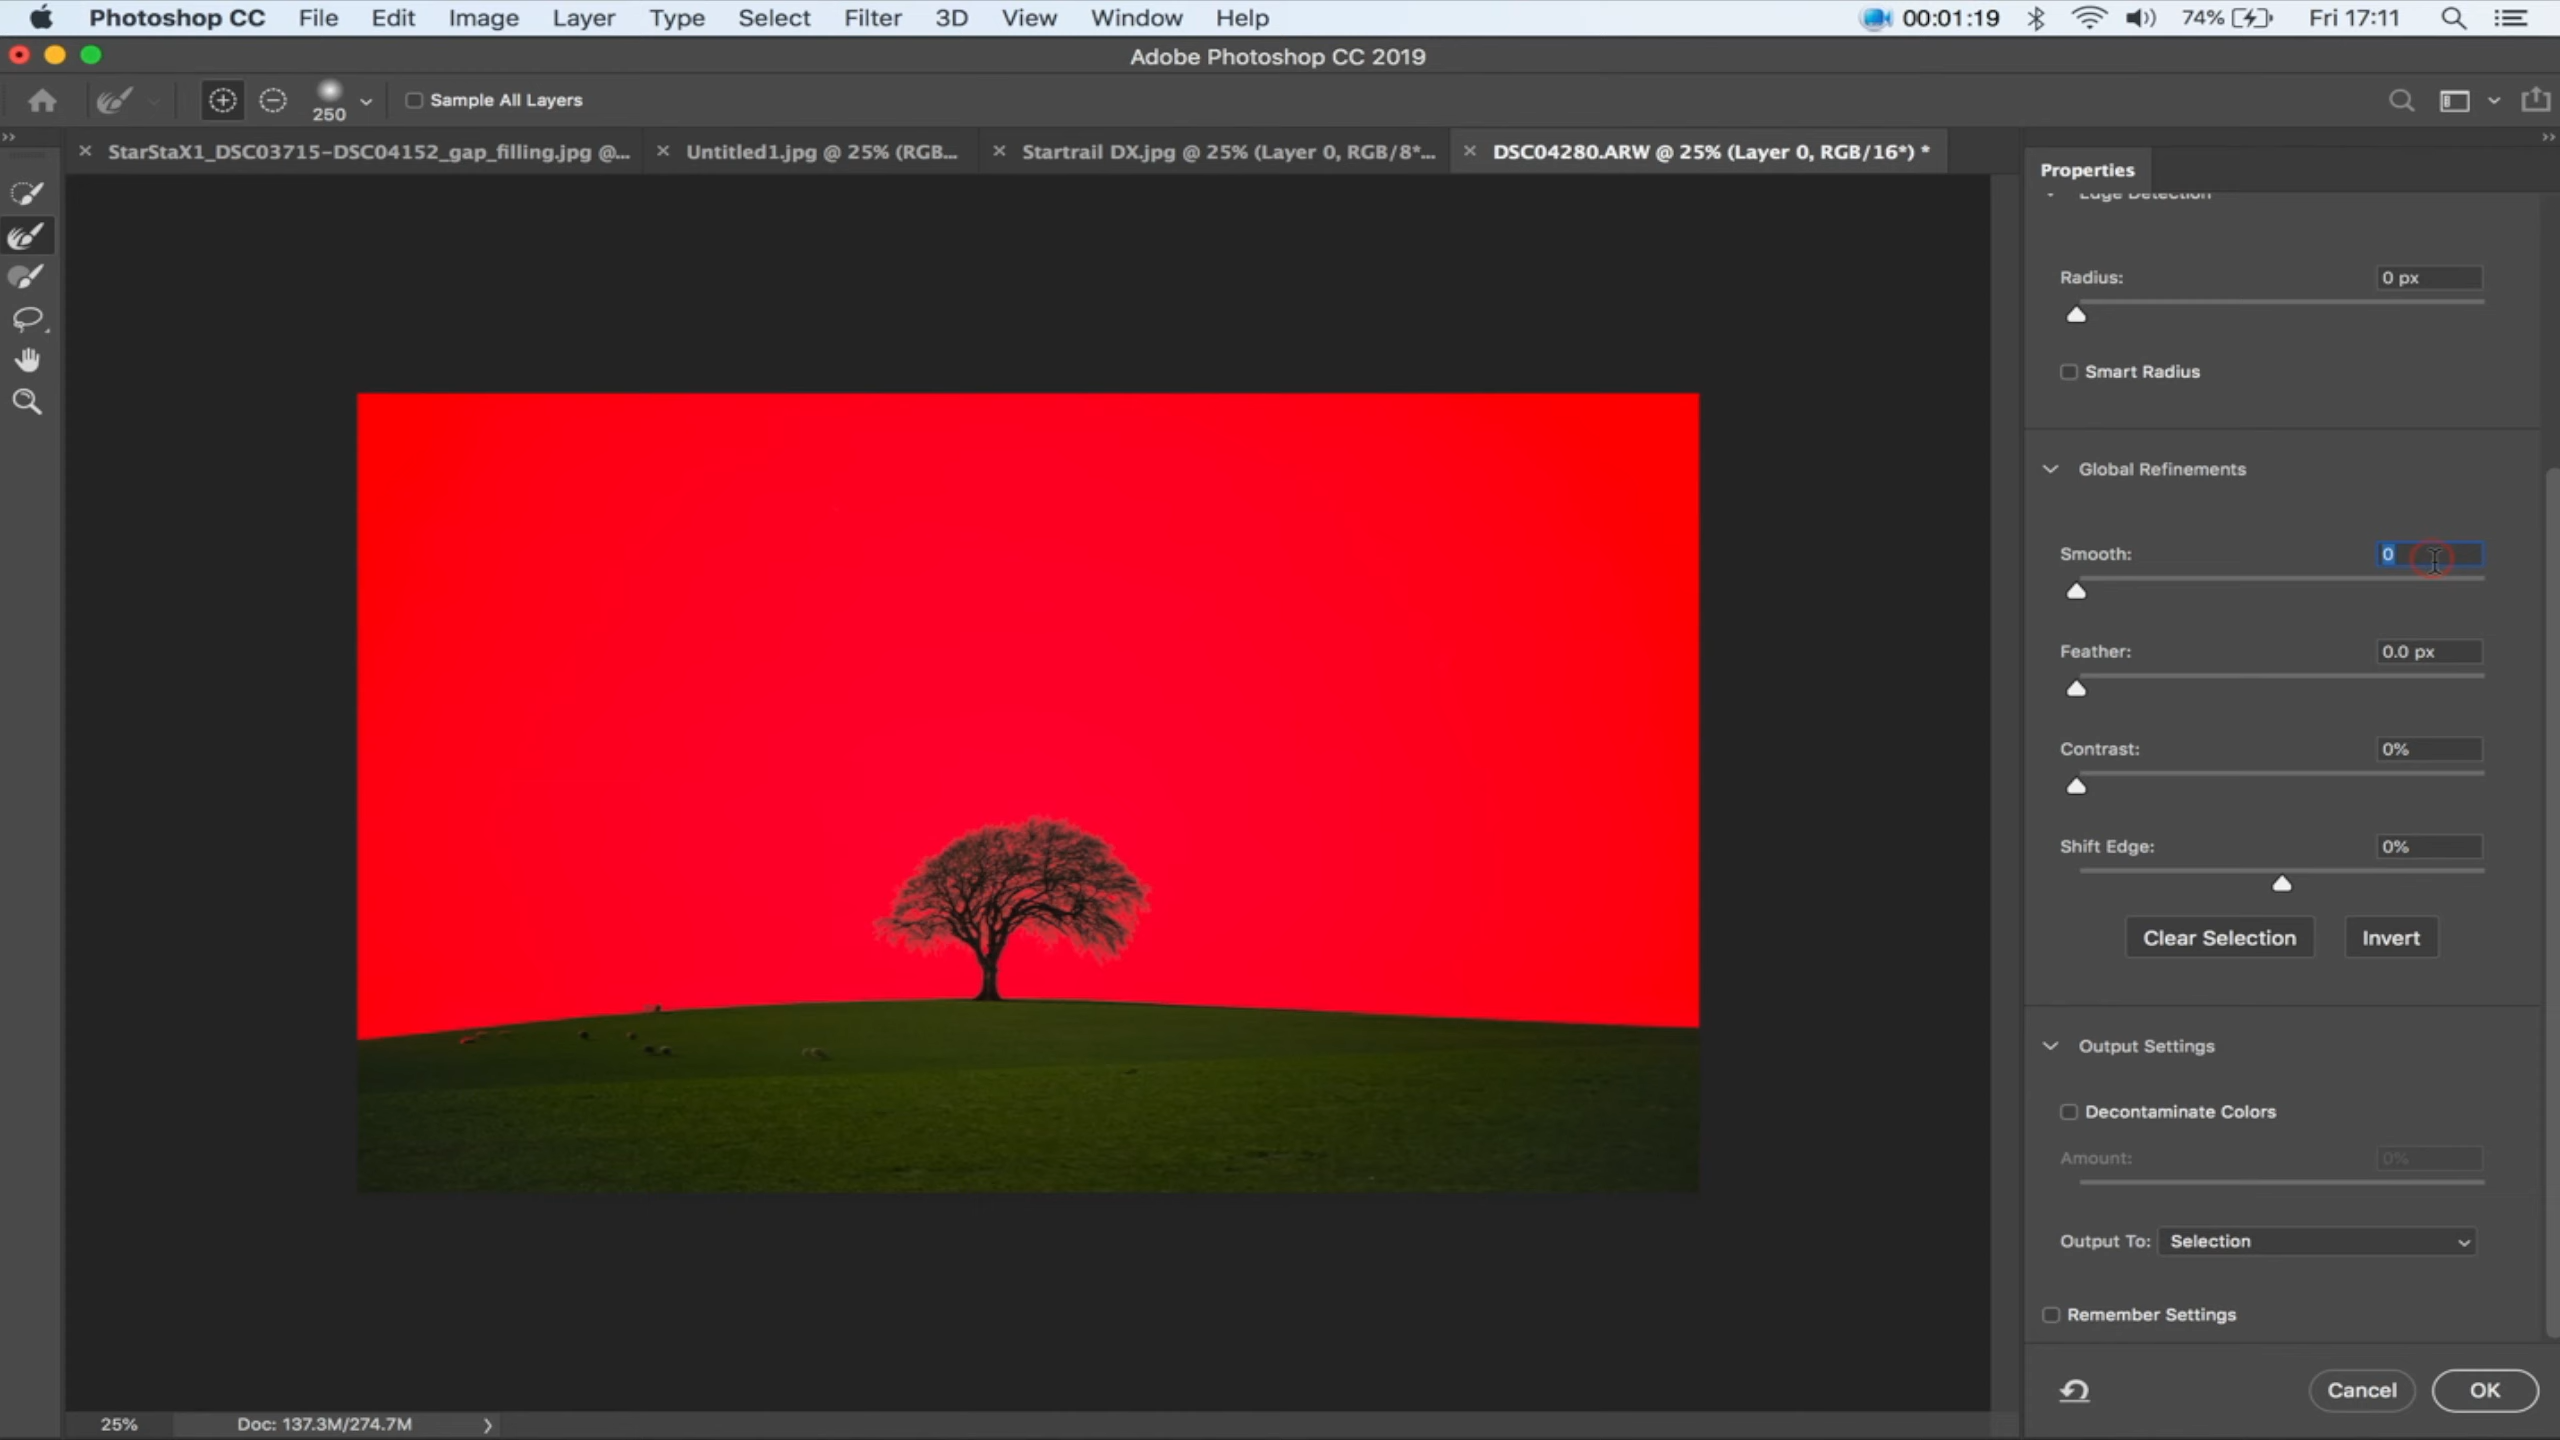 Photoshop CC File Edit Image Layer Type Select Filter 3D View Window Help 00:01:19 74% Fri 17:11
Adobe Photoshop CC 2019
250 Sample All Layers
StarStaX1_DSC03715-DSC04152_gap_filling.jpg @... Untitled1.jpg @ 25% (RGB... Startrail DX.jpg @ 25% (Layer 0, RGB/8*... DSC04280.ARW @ 25% (Layer 0, RGB/16*) *
Properties
Edge Detection
Radius: 0 px
Smart Radius
Global Refinements
Smooth: 0
Feather: 0.0 px
Contrast: 0%
Shift Edge: 0%
Clear Selection Invert
Output Settings
Decontaminate Colors
Amount: 0%
Output To: Selection
Remember Settings
Cancel OK
25% Doc: 137.3M/274.7M